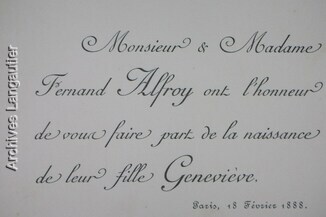 Monsieur & Madame
Fernand Alfroy ont l'honneur
de vous faire part de la naissance
de leur fille Geneviève.
Paris, 18 Février 1888.
Archives Langautier